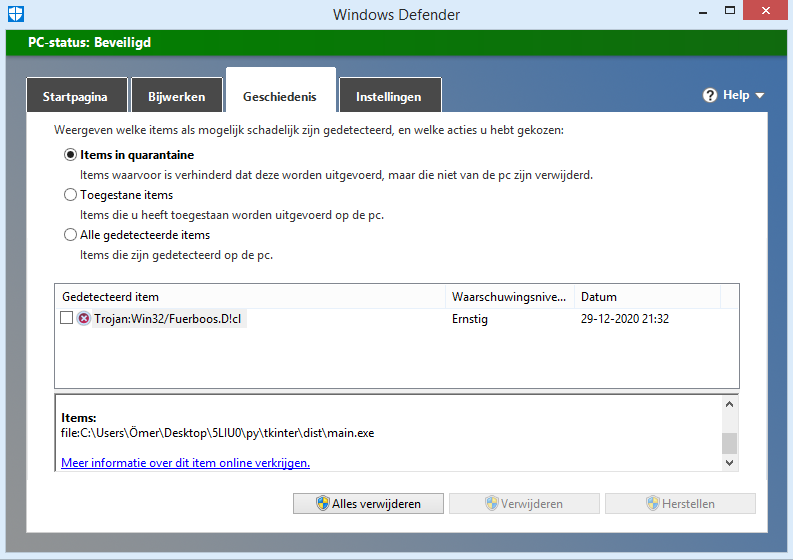 Windows Defender
PC-status: Beveiligd
Startpagina
Bijwerken
Geschiedenis
Instellingen
Help
Weergeven welke items als mogelijk schadelijk zijn gedetecteerd, en welke acties u hebt gekozen:
Items in quarantaine
Items waarvoor is verhinderd dat deze worden uitgevoerd, maar die niet van de pc zijn verwijderd.
Toegestane items
Items die u heeft toegestaan worden uitgevoerd op de pc.
Alle gedetecteerde items
Items die zijn gedetecteerd op de pc.
Gedetecteerd item
Waarschuwingsnive...
Datum
Trojan:Win32/Fuerboos.D!cl
Ernstig
29-12-2020 21:32
Items:
file:C:\Users\Ömer\Desktop\5LIU0\py\tkinter\dist\main.exe
Meer informatie over dit item online verkrijgen.
Alles verwijderen
Verwijderen
Herstellen